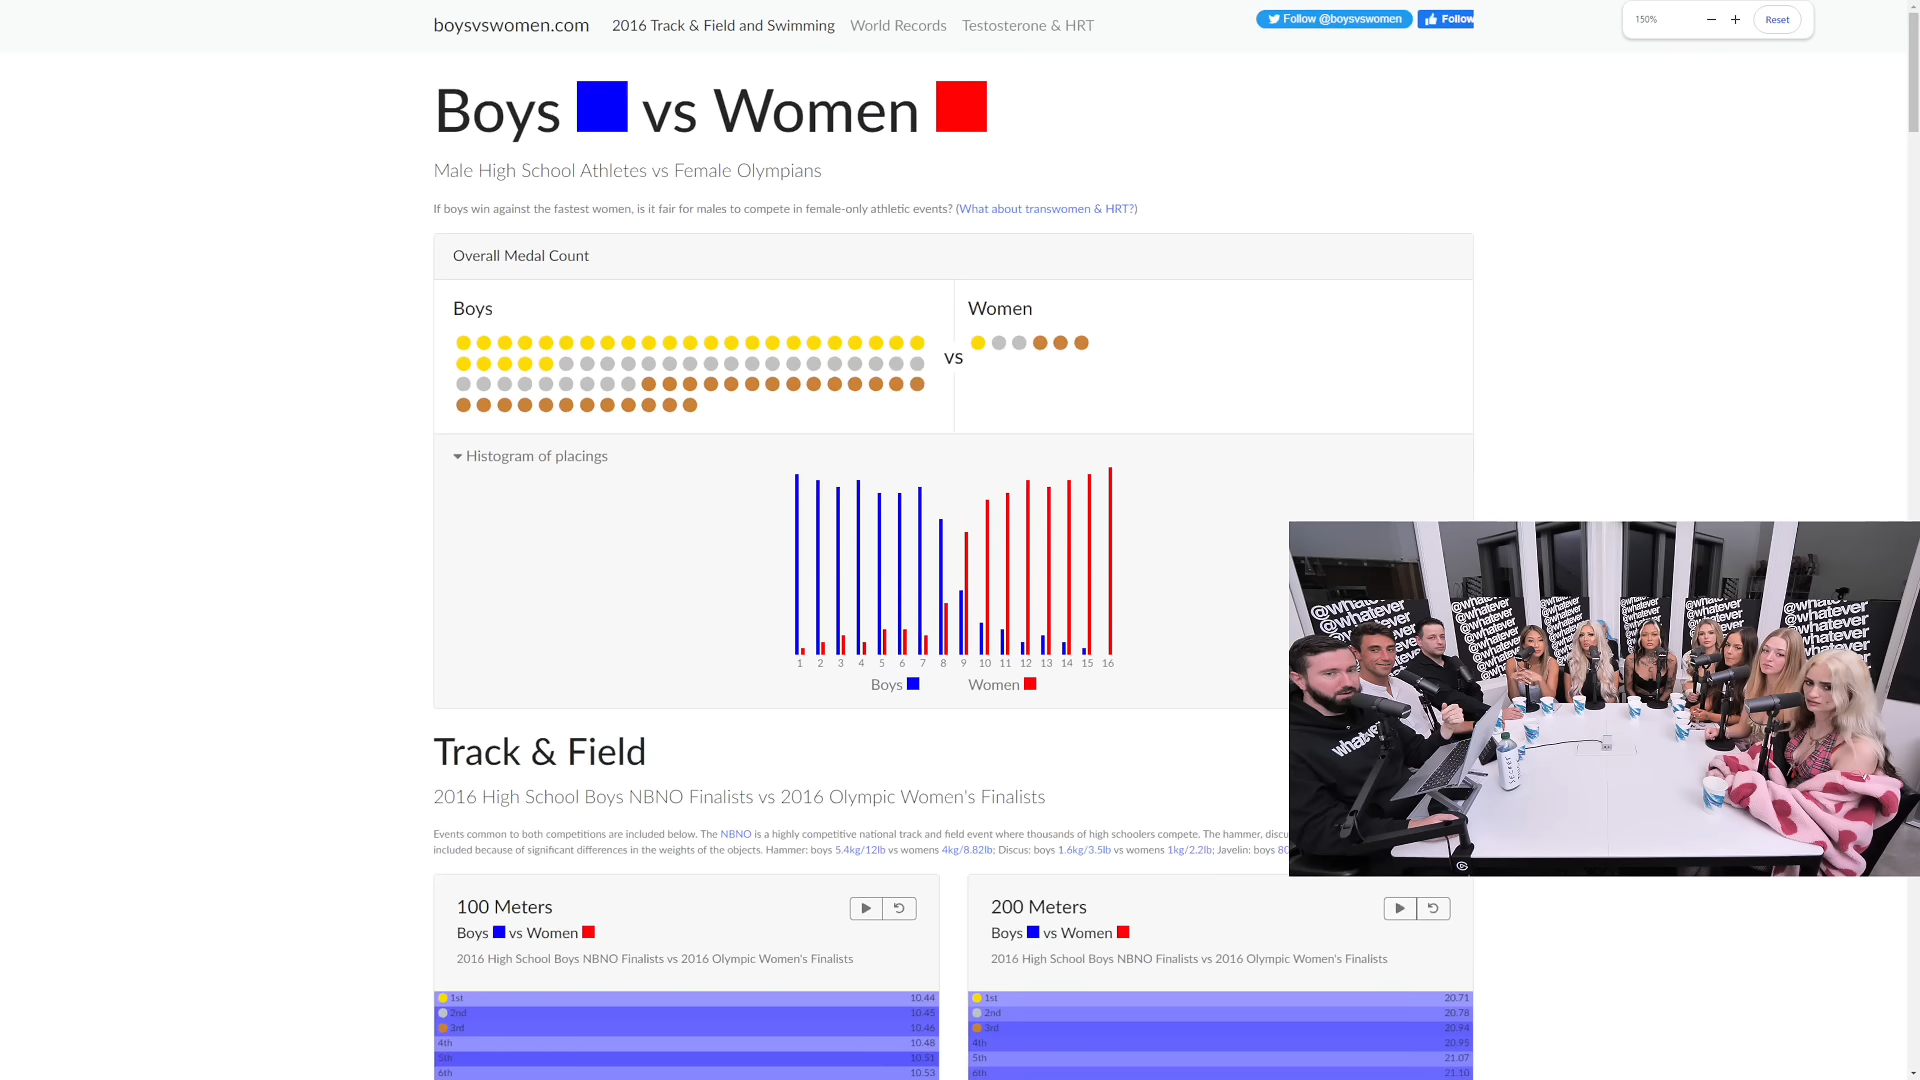 boysvswomen.com 2016 Track & Field and Swimming World Records Testosterone & HRT
Follow @boysvswomen
Follow
150% Reset
Boys vs Women
Male High School Athletes vs Female Olympians
If boys win against the fastest women, is it fair for males to compete in female-only athletic events? (What about transwomen & HRT?)
Overall Medal Count
Boys
vs
Women
Histogram of placings
1 2 3 4 5 6 7 8 9 10 11 12 13 14 15 16
Boys Women
Track & Field
2016 High School Boys NBNO Finalists vs 2016 Olympic Women's Finalists
Events common to both competitions are included below. The NBNO is a highly competitive national track and field event where thousands of high schoolers compete. The hammer, discu
included because of significant differences in the weights of the objects. Hammer: boys 5.4kg/12lb vs womens 4kg/8.82lb; Discus: boys 1.6kg/3.5lb vs womens 1kg/2.2lb; Javelin: boys 80
100 Meters
Boys vs Women
2016 High School Boys NBNO Finalists vs 2016 Olympic Women's Finalists
1st 10.44
2nd 10.45
3rd 10.46
4th 10.48
5th 10.51
6th 10.53
200 Meters
Boys vs Women
2016 High School Boys NBNO Finalists vs 2016 Olympic Women's Finalists
1st 20.71
2nd 20.78
3rd 20.94
4th 20.95
5th 21.07
6th 21.10
@whatever
@whatever
@whatever
@whatever
@whatever
@whatever
whatever